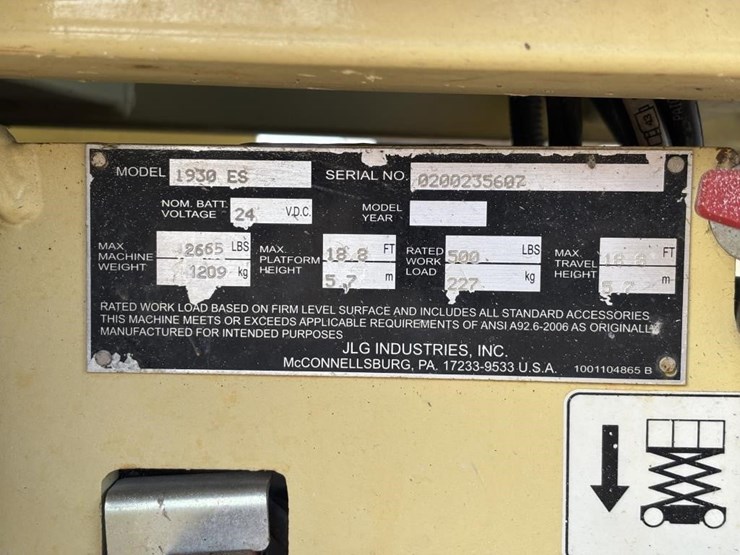 MODEL 1930 ES SERIAL NO. 0200235607
NOM. BATT. VOLTAGE 24 V.D.C. MODEL YEAR
MAX. MACHINE WEIGHT 2665 LBS 1209 kg MAX. PLATFORM HEIGHT 18.8 FT 5.7 m RATED WORK LOAD 500 LBS 227 kg MAX. TRAVEL HEIGHT 18.8 FT 5.7 m
RATED WORK LOAD BASED ON FIRM LEVEL SURFACE AND INCLUDES ALL STANDARD ACCESSORIES
THIS MACHINE MEETS OR EXCEEDS APPLICABLE REQUIREMENTS OF ANSI A92.6-2006 AS ORIGINALLY
MANUFACTURED FOR INTENDED PURPOSES
JLG INDUSTRIES, INC.
McCONNELLSBURG, PA. 17233-9533 U.S.A. 1001104865 B